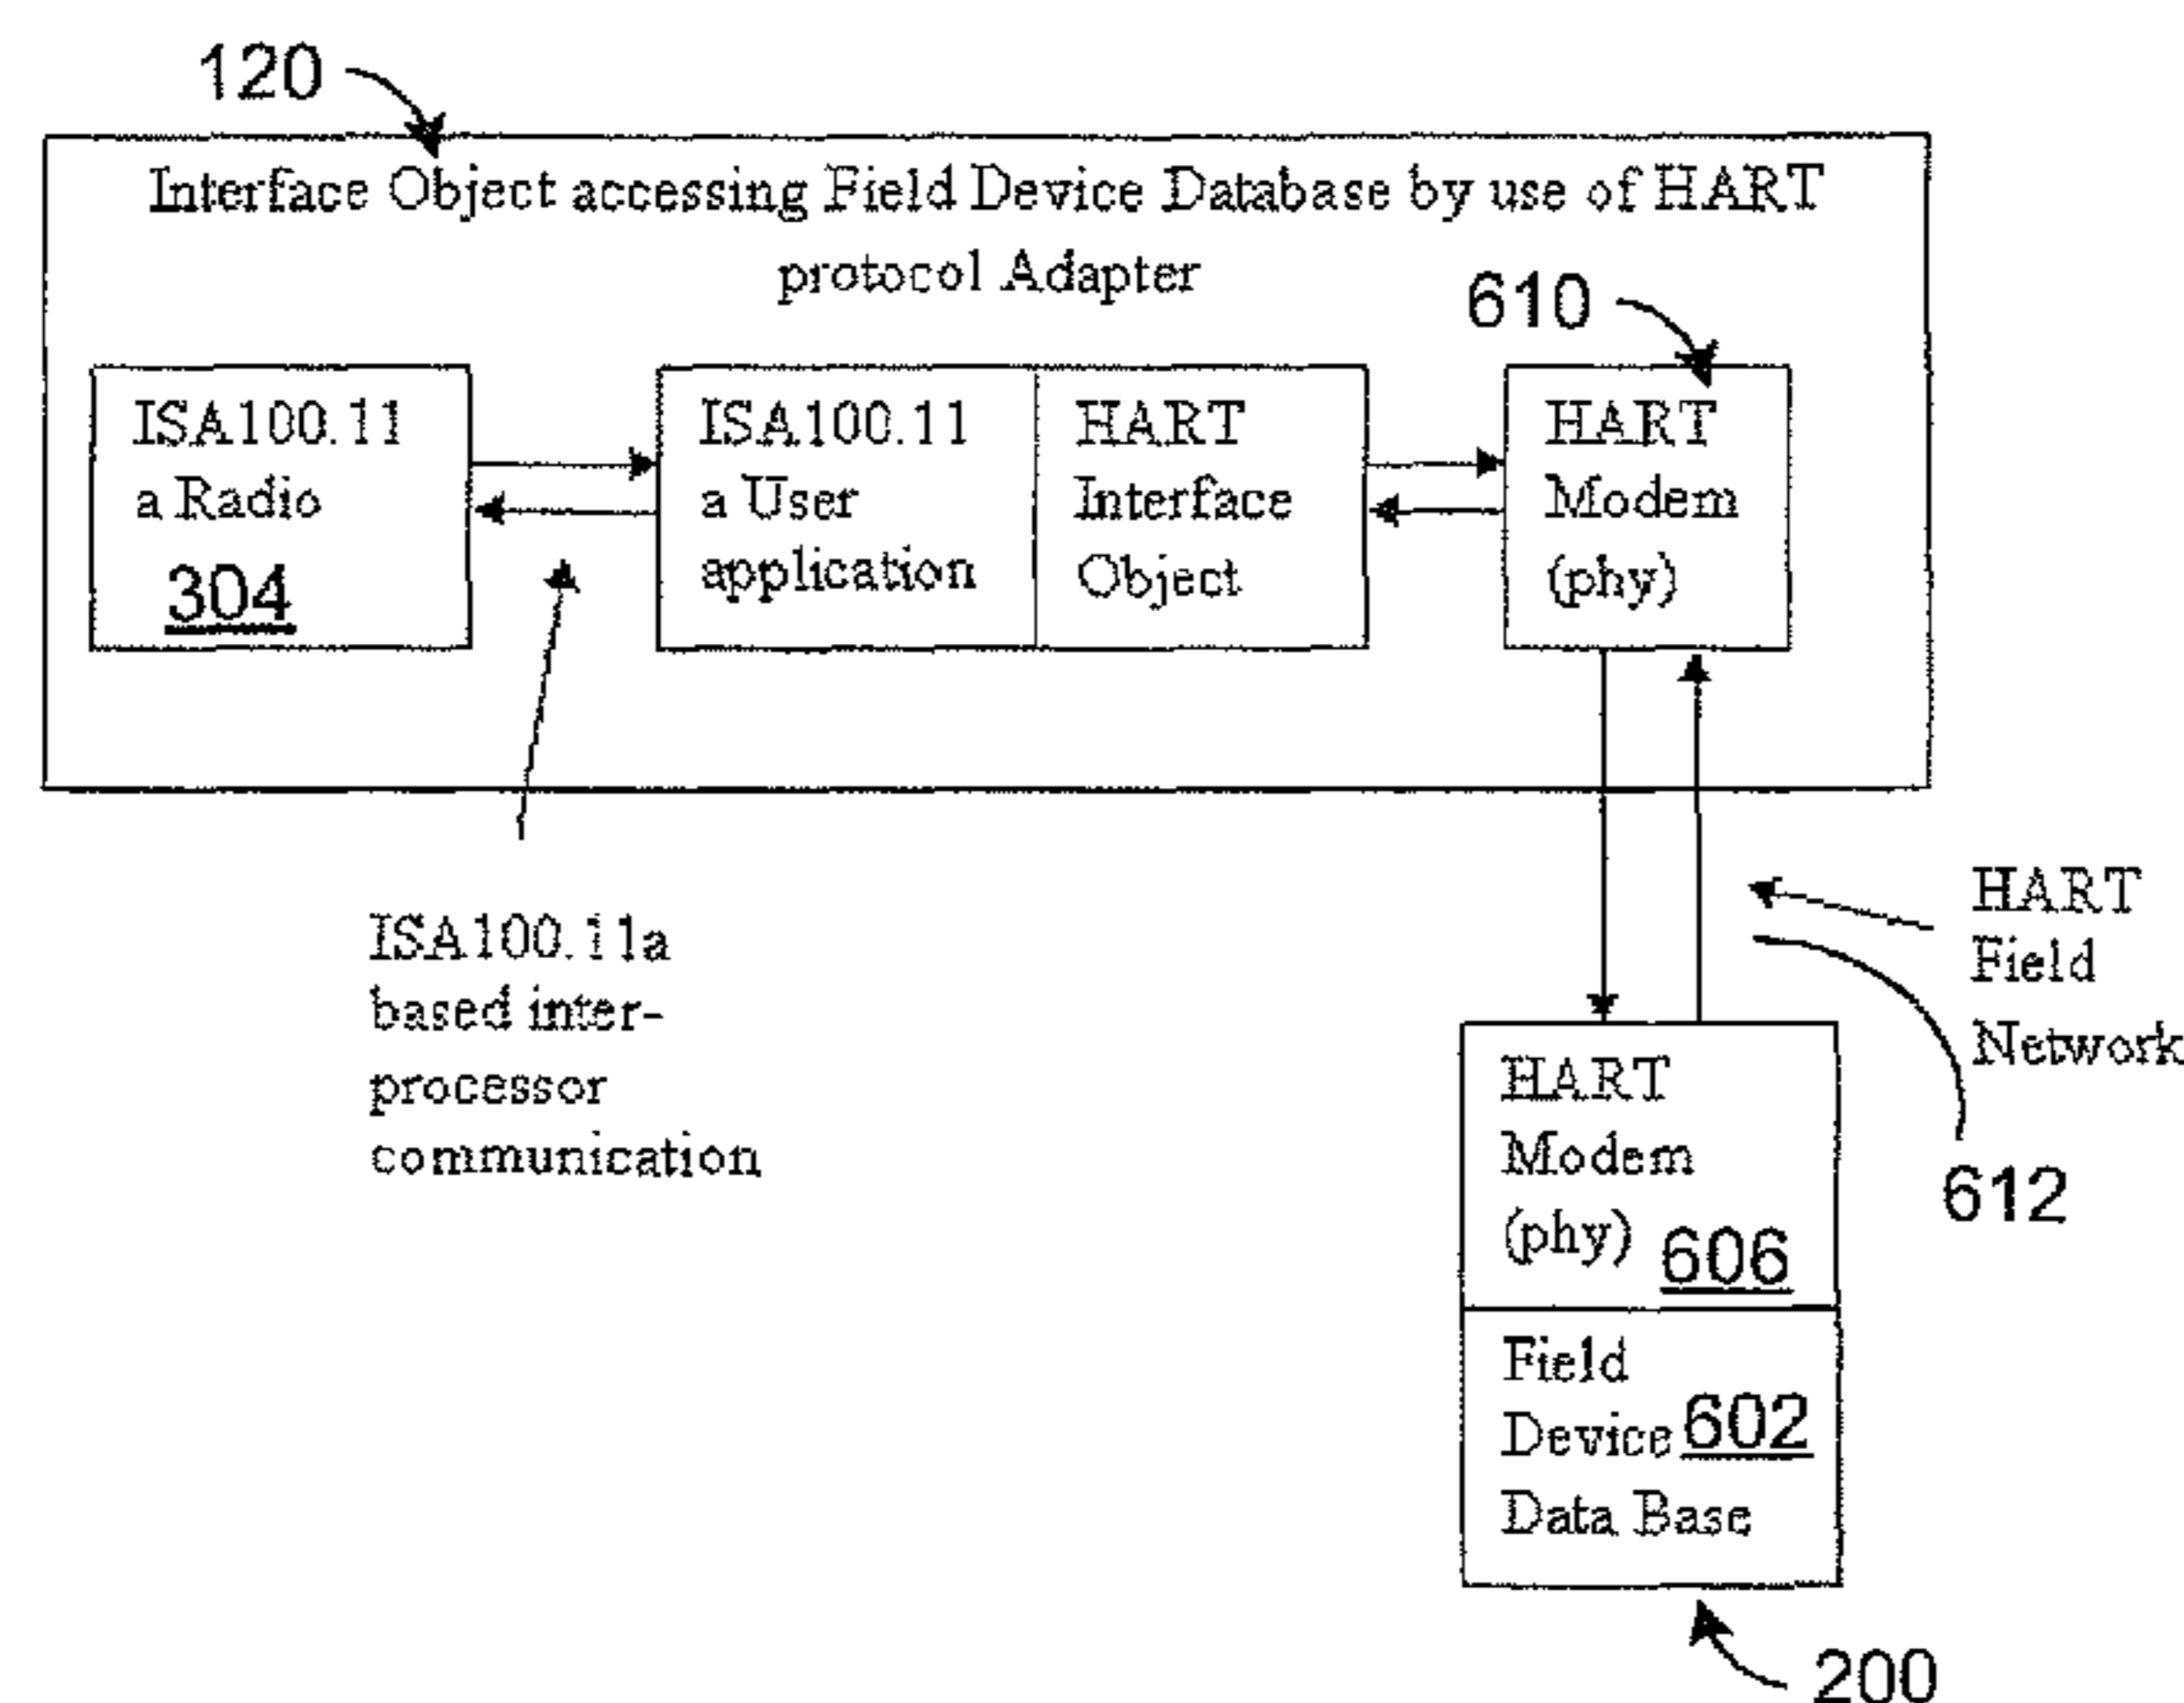 120
Interface Object accessing Field Device Database by use of HART
protocol Adapter
610
ISA100.11
a Radio
304
ISA100.11
a User
application
HART
Interface
Object
HART
Modem
(phy)
ISA100.11a
based inter-
processor
communication
HART
Field
Network
612
HART
Modem
(phy) 606
Field
Device 602
Data Base
200